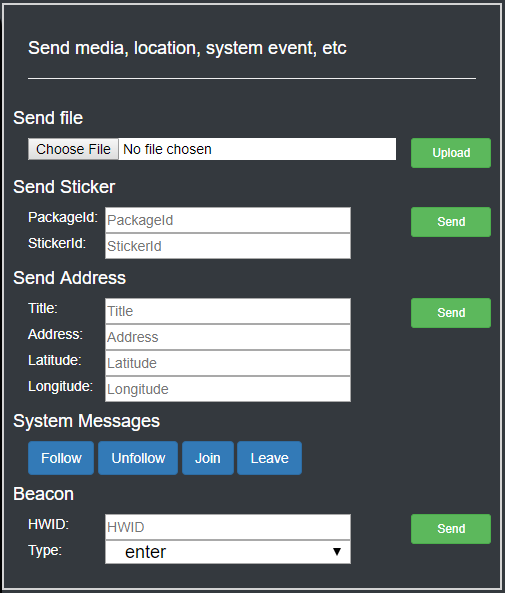 Send media, location, system event, etc
Send file
Choose File No file chosen Upload
Send Sticker
PackageId: PackageId Send
StickerId: StickerId
Send Address
Title: Title Send
Address: Address
Latitude: Latitude
Longitude: Longitude
System Messages
Follow Unfollow Join Leave
Beacon
HWID: HWID Send
Type: enter